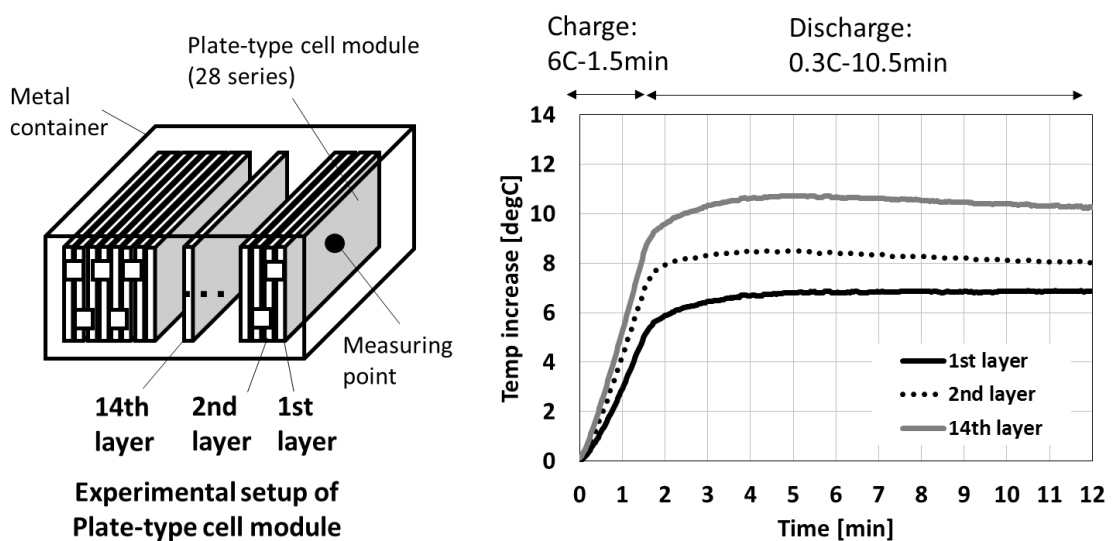 Plate-type cell module
(28 series)
Metal
container
Measuring
point
14th
layer
2nd
layer
1st
layer
Experimental setup of
Plate-type cell module
Charge:
6C-1.5min
Discharge:
0.3C-10.5min
Temp increase [degC]
14
12
10
8
6
4
2
0
1st layer
2nd layer
14th layer
0 1 2 3 4 5 6 7 8 9 10 11 12
Time [min]